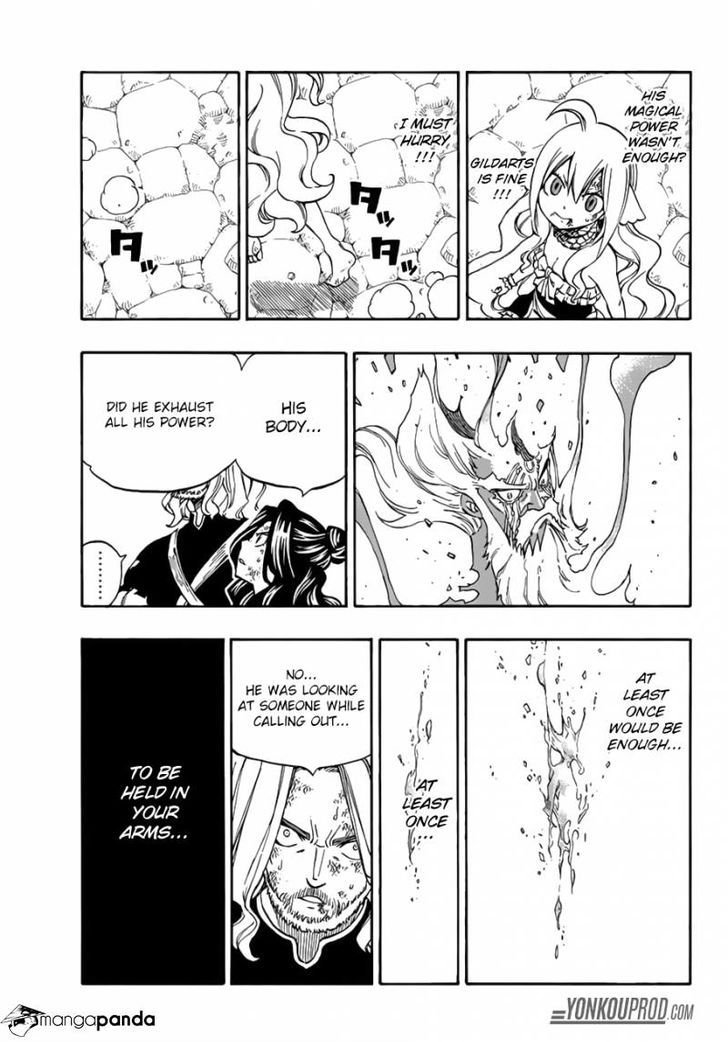 HIS
MAGICAL
POWER
WASN'T
ENOUGH?
GILDARTS
IS FINE
!!!
I MUST
HURRY
!!!
タッ
タッ
タッ
HIS
BODY...
DID HE EXHAUST
ALL HIS POWER?
........
AT
LEAST
ONCE
WOULD BE
ENOUGH...
AT
LEAST
ONCE
...
NO...
HE WAS LOOKING
AT SOMEONE WHILE
CALLING OUT...
TO BE
HELD IN
YOUR
ARMS...
mangapanda
=YONKOUPROD.COM